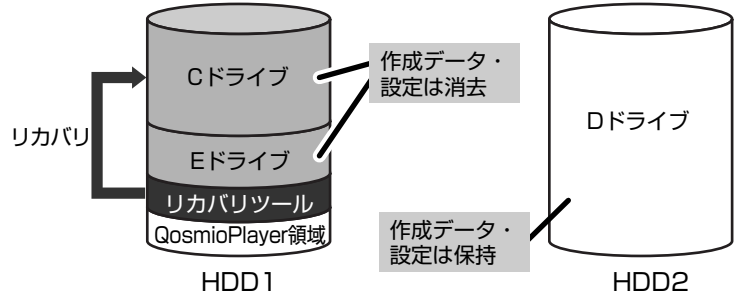 Cドライブ
作成データ・
設定は消去
Dドライブ
リカバリ
Eドライブ
リカバリツール
QosmioPlayer領域
作成データ・
設定は保持
HDD1
HDD2